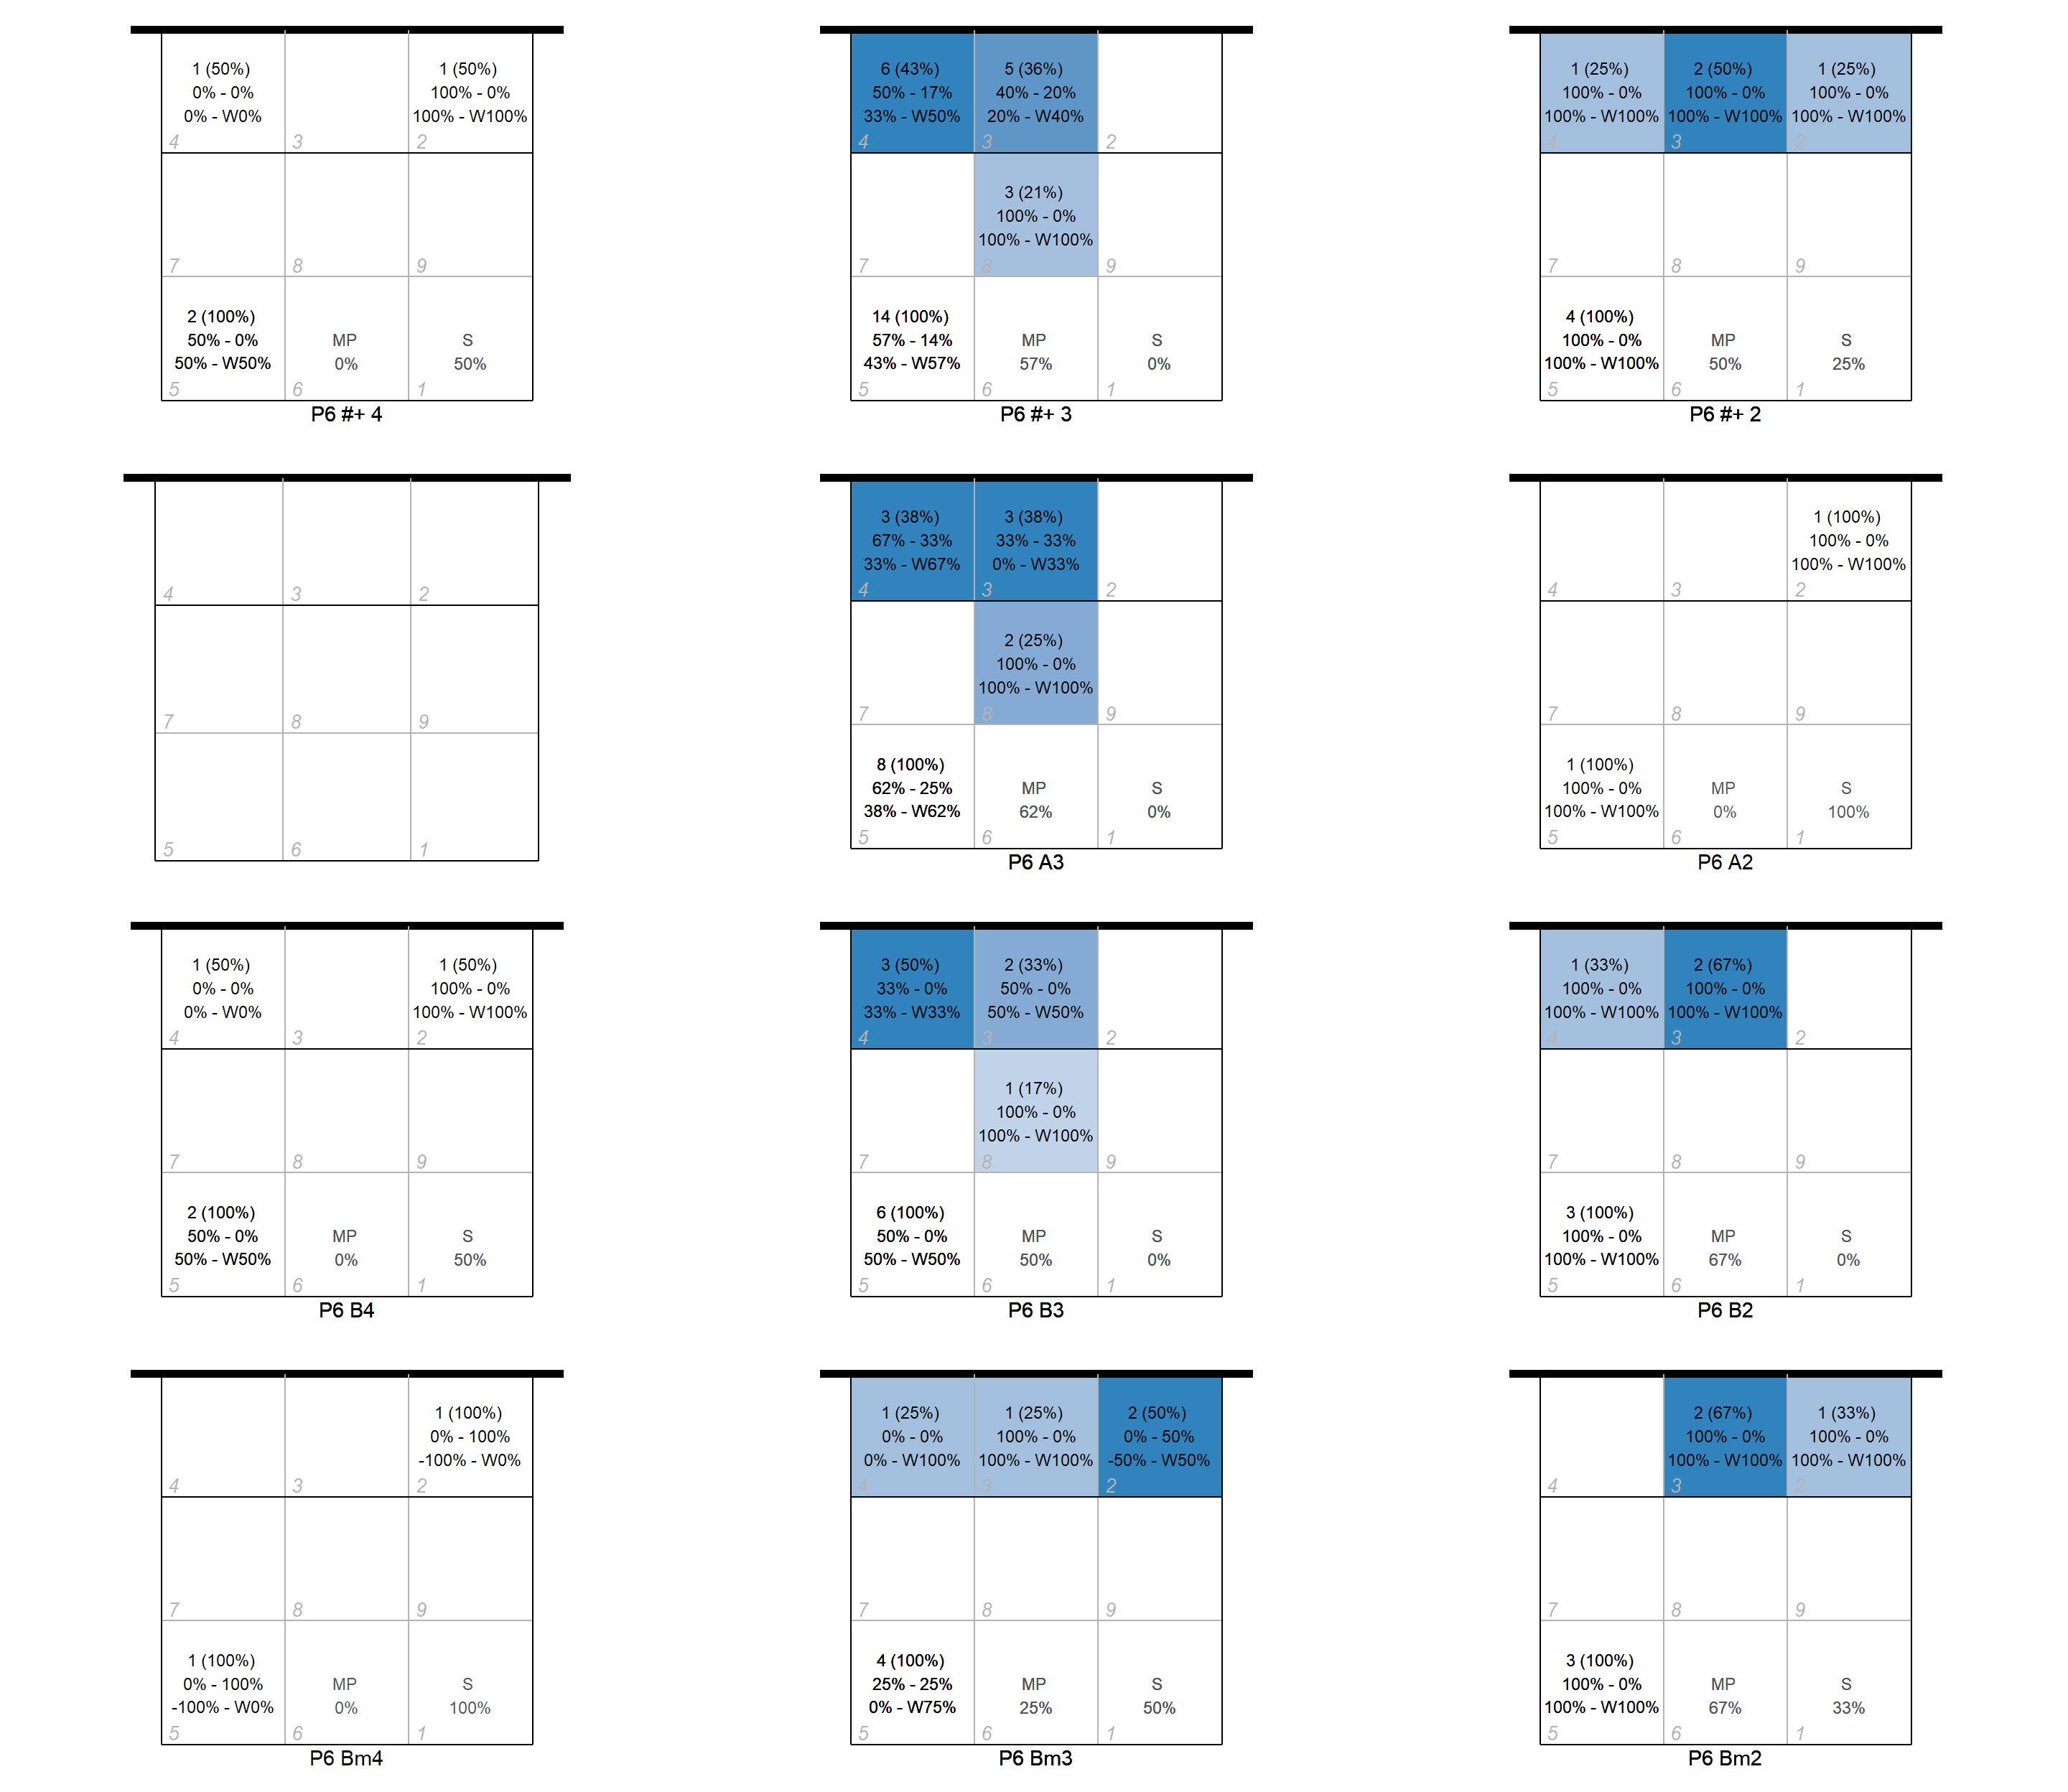 1 (50%)
0% - 0%
0% - W0%
4
3
1 (50%)
100% - 0%
100% - W100%
2
7
8
9
2 (100%)
50% - 0%
50% - W50%
5
MP
0%
6
S
50%
1
P6 #+ 4
6 (43%)
50% - 17%
33% - W50%
4
5 (36%)
40% - 20%
20% - W40%
3
2
7
3 (21%)
100% - 0%
100% - W100%
8
9
14 (100%)
57% - 14%
43% - W57%
5
MP
57%
6
S
0%
1
P6 #+ 3
1 (25%)
100% - 0%
100% - W100%
4
2 (50%)
100% - 0%
100% - W100%
3
1 (25%)
100% - 0%
100% - W100%
2
7
8
9
4 (100%)
100% - 0%
100% - W100%
5
MP
50%
6
S
25%
1
P6 #+ 2
4
3
2
7
8
9
5
6
1
3 (38%)
67% - 33%
33% - W67%
4
3 (38%)
33% - 33%
0% - W33%
3
2
7
2 (25%)
100% - 0%
100% - W100%
8
9
8 (100%)
62% - 25%
38% - W62%
5
MP
62%
6
S
0%
1
P6 A3
4
3
1 (100%)
100% - 0%
100% - W100%
2
7
8
9
1 (100%)
100% - 0%
100% - W100%
5
MP
0%
6
S
100%
1
P6 A2
1 (50%)
0% - 0%
0% - W0%
4
3
1 (50%)
100% - 0%
100% - W100%
2
7
8
9
2 (100%)
50% - 0%
50% - W50%
5
MP
0%
6
S
50%
1
P6 B4
3 (50%)
33% - 0%
33% - W33%
4
2 (33%)
50% - 0%
50% - W50%
3
2
7
1 (17%)
100% - 0%
100% - W100%
8
9
6 (100%)
50% - 0%
50% - W50%
5
MP
50%
6
S
0%
1
P6 B3
1 (33%)
100% - 0%
100% - W100%
4
2 (67%)
100% - 0%
100% - W100%
3
2
7
8
9
3 (100%)
100% - 0%
100% - W100%
5
MP
67%
6
S
0%
1
P6 B2
4
3
1 (100%)
0% - 100%
-100% - W0%
2
7
8
9
1 (100%)
0% - 100%
-100% - W0%
5
MP
0%
6
S
100%
1
P6 Bm4
1 (25%)
0% - 0%
0% - W100%
4
1 (25%)
100% - 0%
100% - W100%
3
2 (50%)
0% - 50%
-50% - W50%
2
7
8
9
4 (100%)
25% - 25%
0% - W75%
5
MP
25%
6
S
50%
1
P6 Bm3
4
2 (67%)
100% - 0%
100% - W100%
3
1 (33%)
100% - 0%
100% - W100%
2
7
8
9
3 (100%)
100% - 0%
100% - W100%
5
MP
67%
6
S
33%
1
P6 Bm2